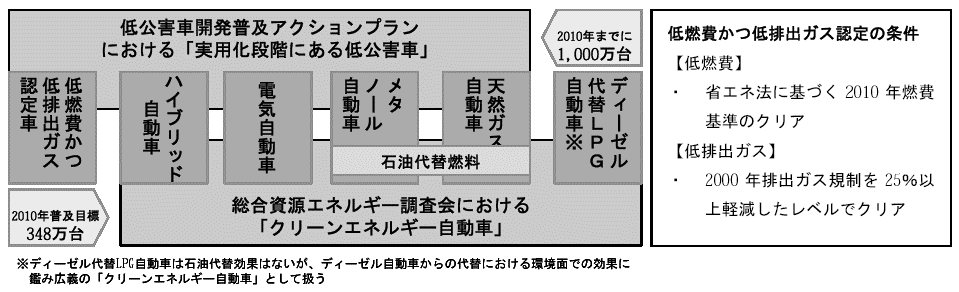 低公害車開発普及アクションプラン
における「実用化段階にある低公害車」
2010年までに
1,000万台
低燃費かつ
低排出ガス
認定車
ハイブリッド
自動車
電気自動車
メタ
ノール
自動車
天然ガス
自動車
ディーゼル
代替LPG
自動車※
石油代替燃料
2010年普及目標
348万台
総合資源エネルギー調査会における
「クリーンエネルギー自動車」
※ディーゼル代替LPG自動車は石油代替効果はないが、ディーゼル自動車からの代替における環境面での効果に
鑑み広義の「クリーンエネルギー自動車」として扱う
低燃費かつ低排出ガス認定の条件
【低燃費】
・ 省エネ法に基づく 2010 年燃費
基準のクリア
【低排出ガス】
・ 2000 年排出ガス規制を 25%以
上軽減したレベルでクリア